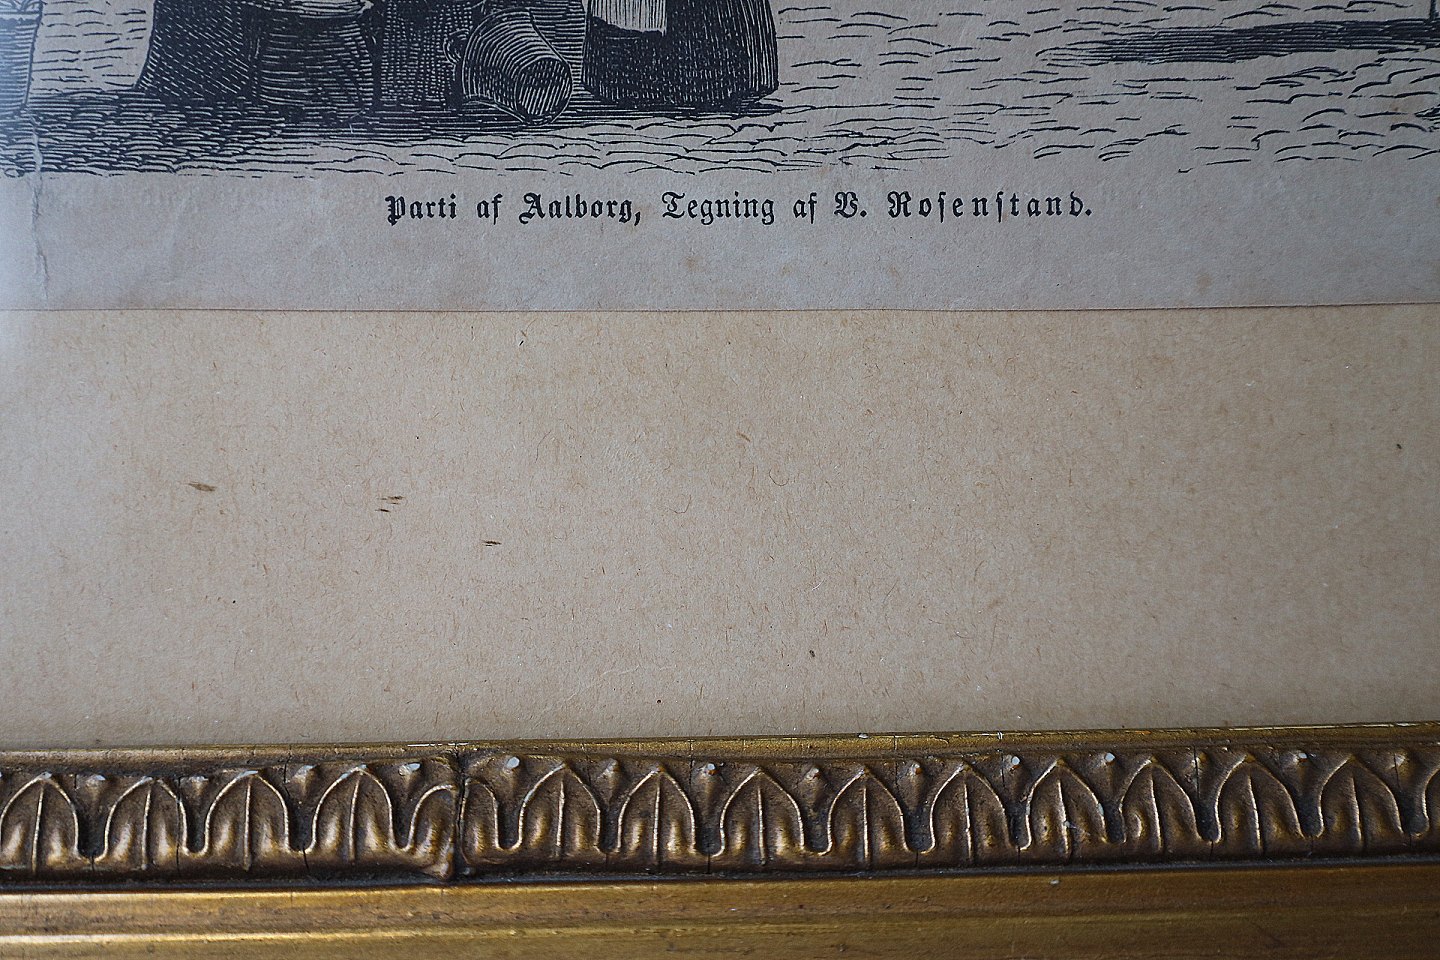 Parti af Aalborg, Tegning af V. Roſenſtand.